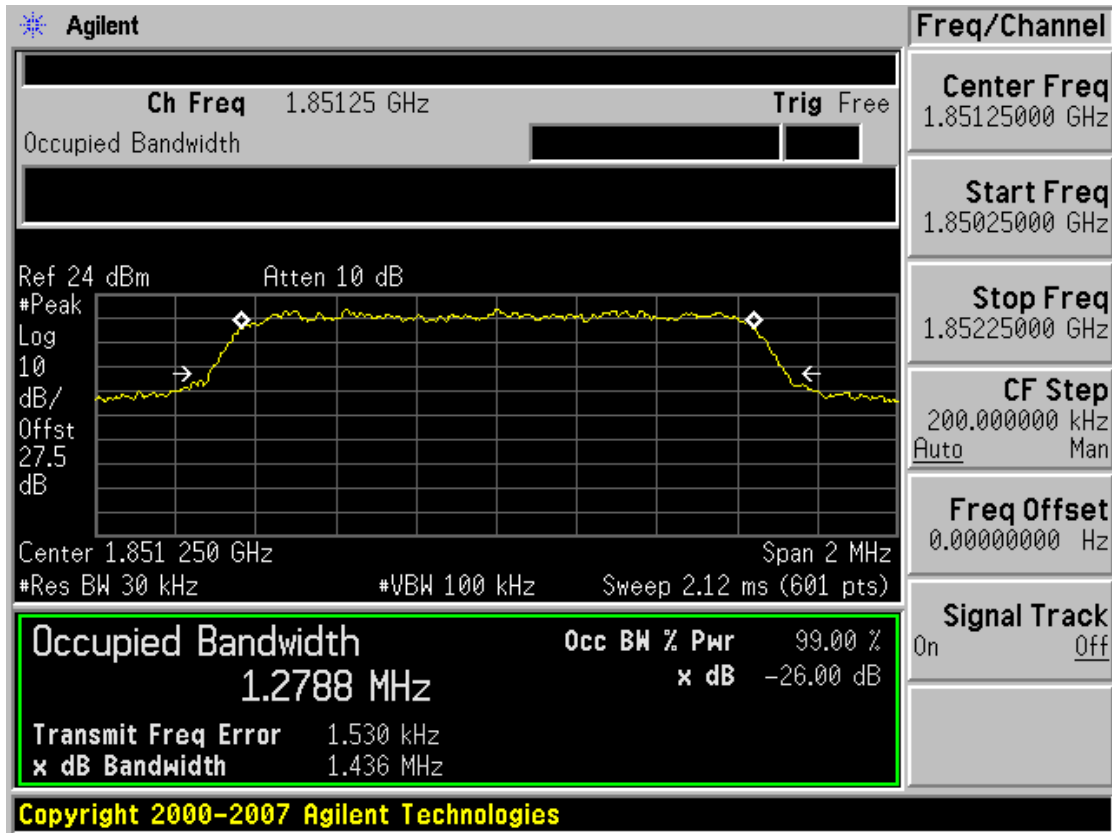 Agilent
Freq/Channel
Ch Freq 1.85125 GHz Trig Free
Occupied Bandwidth
Center Freq
1.85125000 GHz
Start Freq
1.85025000 GHz
Stop Freq
1.85225000 GHz
CF Step
200.000000 kHz
Auto Man
Freq Offset
0.00000000 Hz
Signal Track
On Off
Ref 24 dBm Atten 10 dB
#Peak
Log
10
dB/
Offst
27.5
dB
Center 1.851 250 GHz Span 2 MHz
#Res BW 30 kHz #VBW 100 kHz Sweep 2.12 ms (601 pts)
Occupied Bandwidth
1.2788 MHz
Occ BW % Pwr 99.00 %
x dB -26.00 dB
Transmit Freq Error 1.530 kHz
x dB Bandwidth 1.436 MHz
Copyright 2000-2007 Agilent Technologies